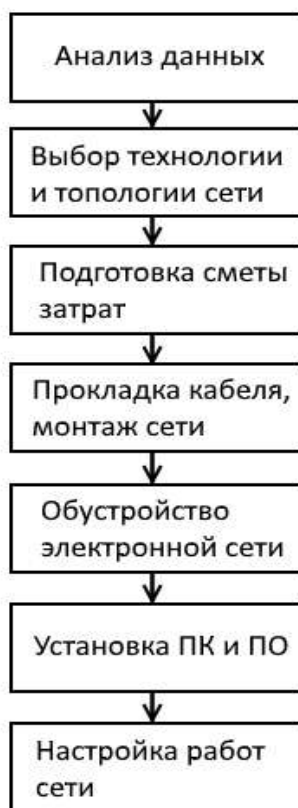 Анализ данных
Выбор технологии
и топологии сети
Подготовка сметы
затрат
Прокладка кабеля,
монтаж сети
Обустройство
электронной сети
Установка ПК и ПО
Настройка работ
сети